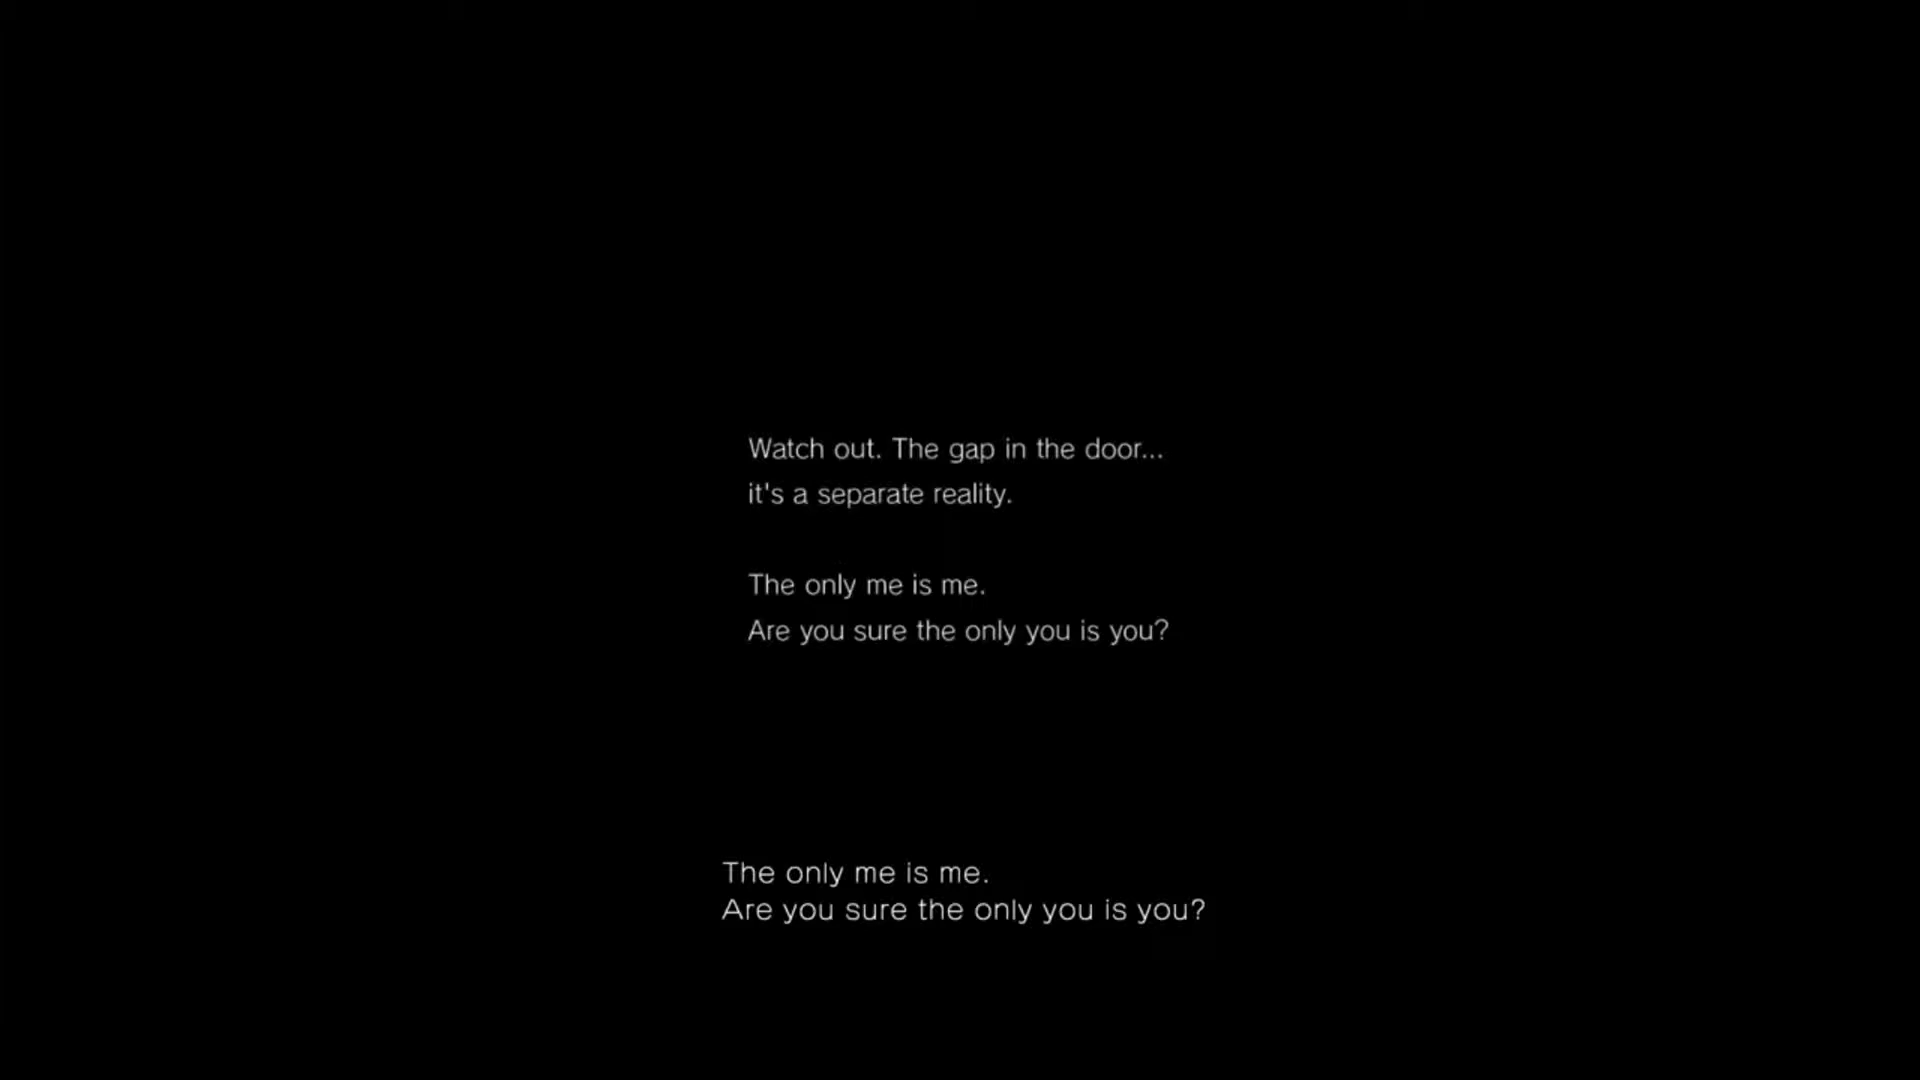 Watch out. The gap in the door...
it's a separate reality.
The only me is me.
Are you sure the only you is you?
The only me is me.
Are you sure the only you is you?